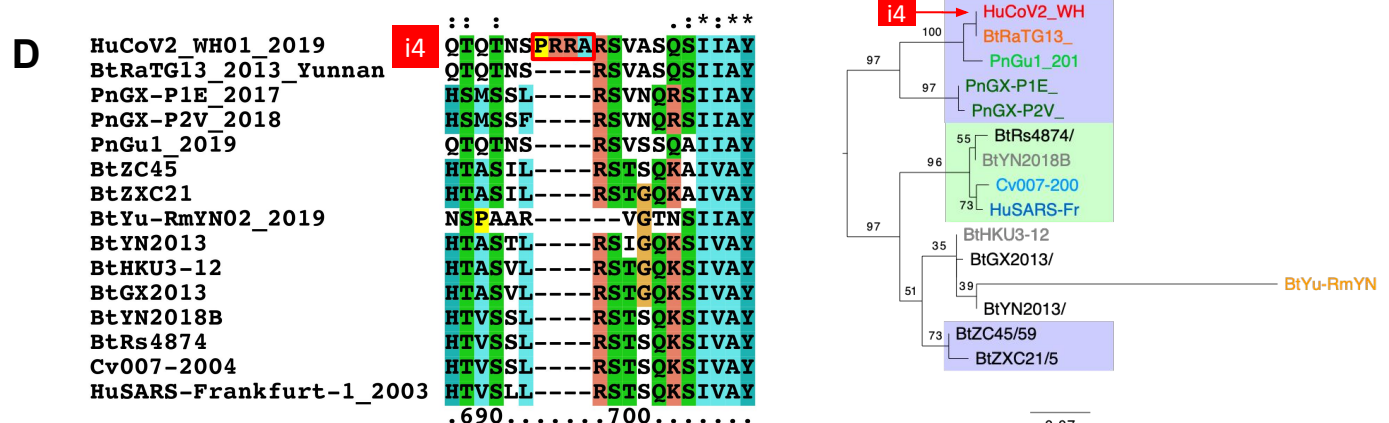 D
:: :           .:*:**
i4
HuCoV2_WH01_2019 QTQTNSPRRARSVASQSIIAY
BtRaTG13_2013_Yunnan QTQTNS----RSVASQSIIAY
PnGX-P1E_2017 HSMSSL----RSVNQRSIIAY
PnGX-P2V_2018 HSMSSF----RSVNQRSIIAY
PnGu1_2019 QTQTNS----RSVSSQAIIAY
BtZC45 HTASIL----RSTSQKAIVAY
BtZXC21 HTASIL----RSTGQKAIVAY
BtYu-RmYN02_2019 NSPAAR------VGTNSIIAY
BtYN2013 HTASTL----RSIGQKSIVAY
BtHKU3-12 HTASVL----RSTGQKSIVAY
BtGX2013 HTASVL----RSTGQKSIVAY
BtYN2018B HTVSSL----RSTSQKSIVAY
BtRs4874 HTVSSL----RSTSQKSIVAY
Cv007-2004 HTVSSL----RSTSQKSIVAY
HuSARS-Frankfurt-1_2003 HTVSLL----RSTSQKSIVAY
.690.......700.......
i4
HuCoV2_WH
100
BtRaTG13_
PnGu1_201
97
97
PnGX-P1E_
PnGX-P2V_
55
BtRs4874/
96
BtYN2018B
Cv007-200
73
HuSARS-Fr
97
BtHKU3-12
35
BtGX2013/
39
BtYu-RmYN
51
BtYN2013/
73
BtZC45/59
BtZXC21/5